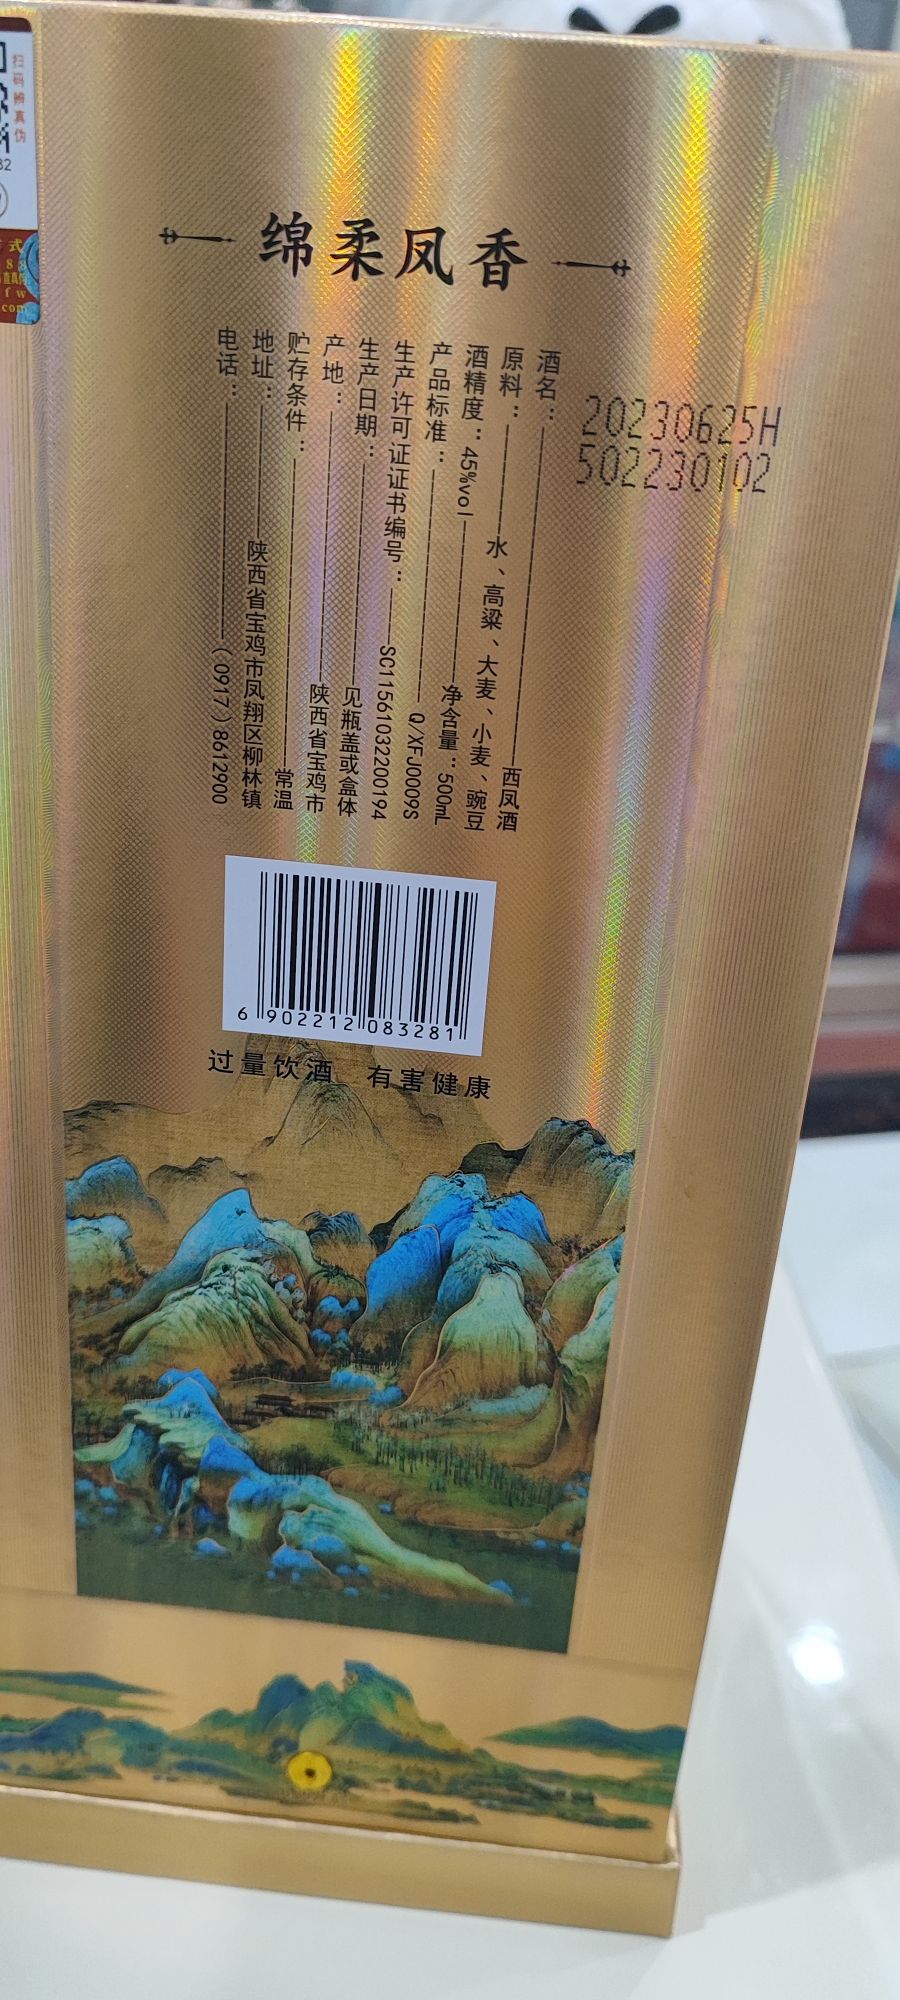 扫码辨真伪
绵柔凤香
20230625H
502230102
酒名：西凤酒
原料：水、高粱、大麦、小麦、豌豆
酒精度：45%vol 净含量：500mL
产品标准：Q/XFJ0009S
生产许可证证书编号：SC11561032200194
生产日期：见瓶盖或盒体
产地：陕西省宝鸡市
贮存条件：常温
地址：陕西省宝鸡市凤翔区柳林镇
电话：（0917）8612900
6 902212 083281
过量饮酒 有害健康